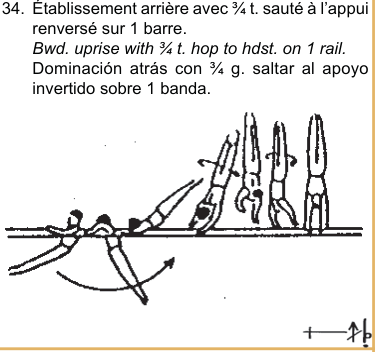 34. Établissement arrière avec ¾ t. sauté à l'appui
renversé sur 1 barre.
Bwd. uprise with ¾ t. hop to hdst. on 1 rail.
Dominación atrás con ¾ g. saltar al apoyo
invertido sobre 1 banda.